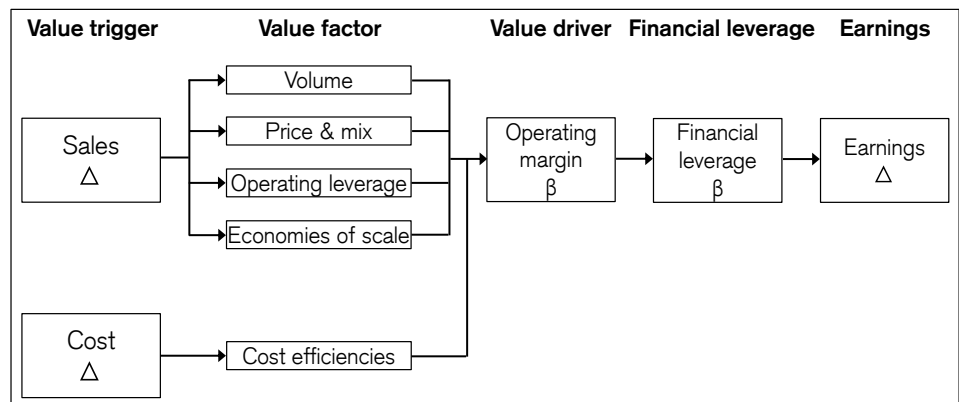 Value trigger
Value factor
Value driver
Financial leverage
Earnings
Volume
Price & mix
Operating leverage
Economies of scale
Sales
Δ
Operating
margin
β
Financial
leverage
β
Earnings
Δ
Cost
Δ
Cost efficiencies